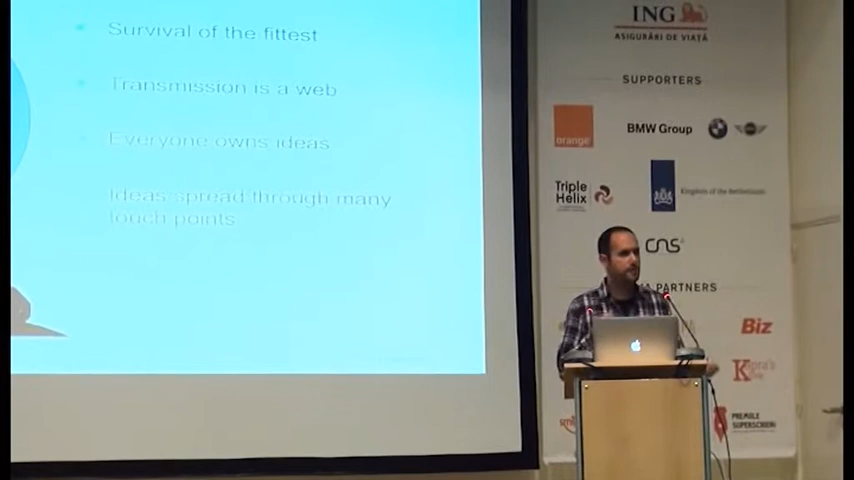 Survival of the fittest
Transmission is a web
Everyone owns ideas
Ideas spread through many
touch points
ING
ASIGURĂRI DE VIAȚĂ
SUPPORTERS
orange
BMW Group
Triple
Helix
Kingdom of the Netherlands
cns
PARTNERS
Biz
PREMIILE
SUPERSCRIERI